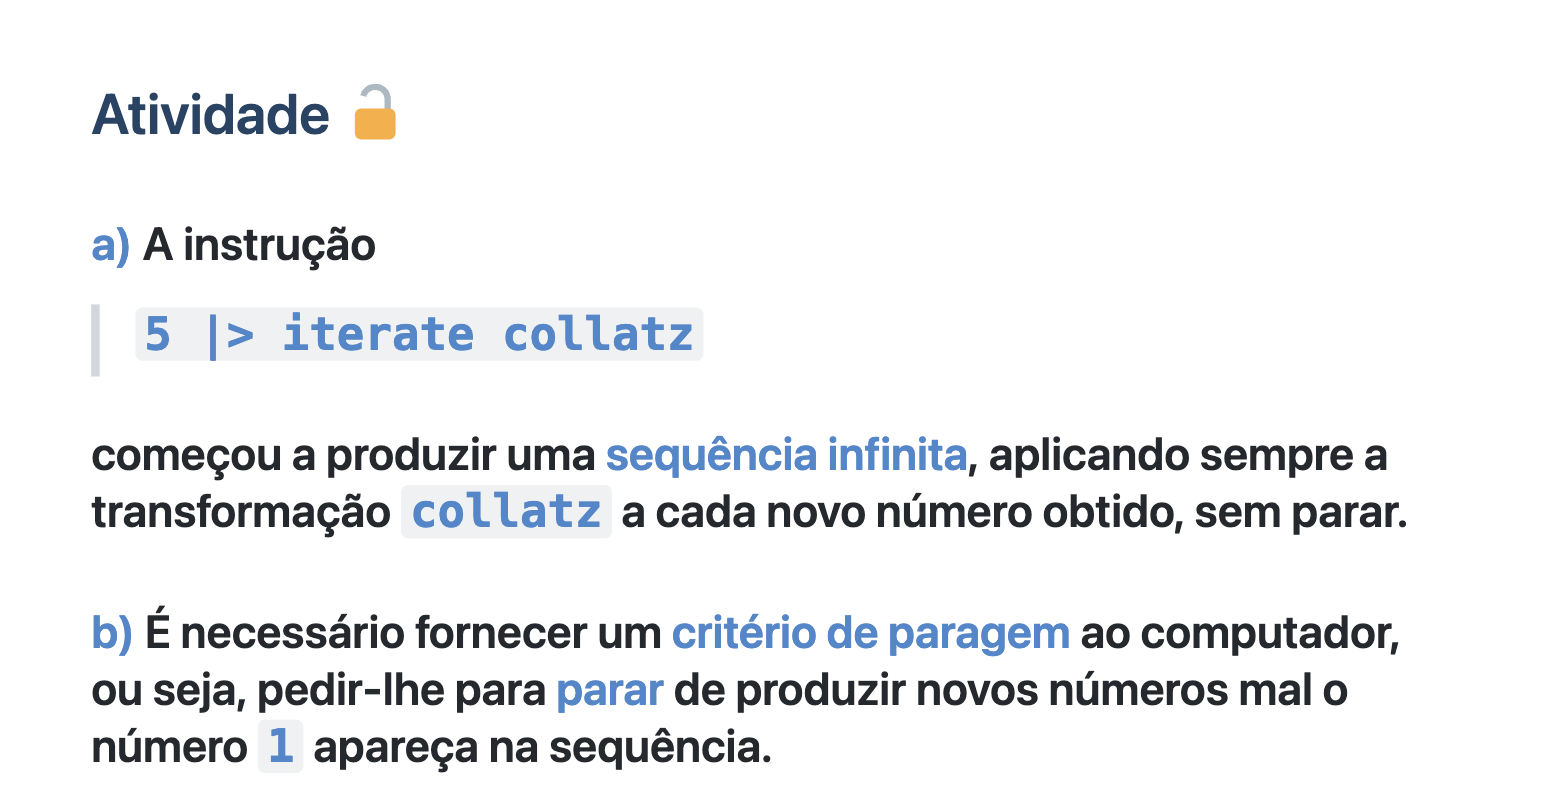 Atividade
a) A instrução
5 |> iterate collatz
começou a produzir uma sequência infinita, aplicando sempre a
transformação collatz a cada novo número obtido, sem parar.
b) É necessário fornecer um critério de paragem ao computador,
ou seja, pedir-lhe para parar de produzir novos números mal o
número 1 apareça na sequência.